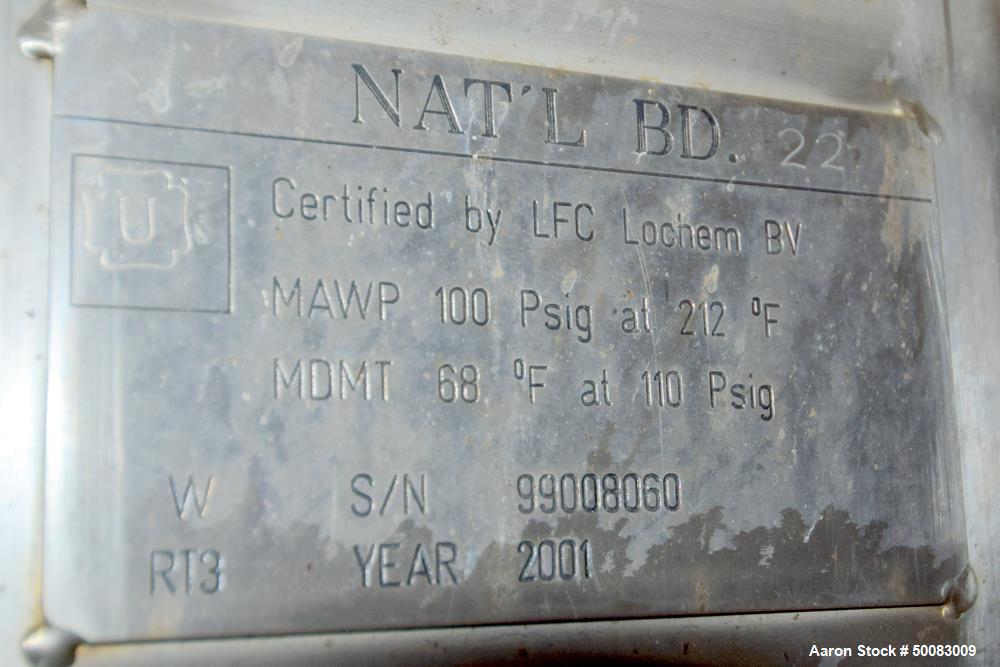 NAT'L BD. 22
U
Certified by LFC Lochem BV
MAWP 100 Psig at 212 °F
MDMT 68 °F at 110 Psig
W S/N 99008060
RT3 YEAR 2001
Aaron Stock # 50083009